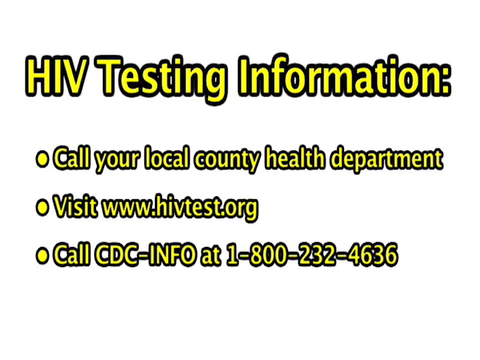 HIV Testing Information:
• Call your local county health department
• Visit www.hivtest.org
• Call CDC-INFO at 1-800-232-4636